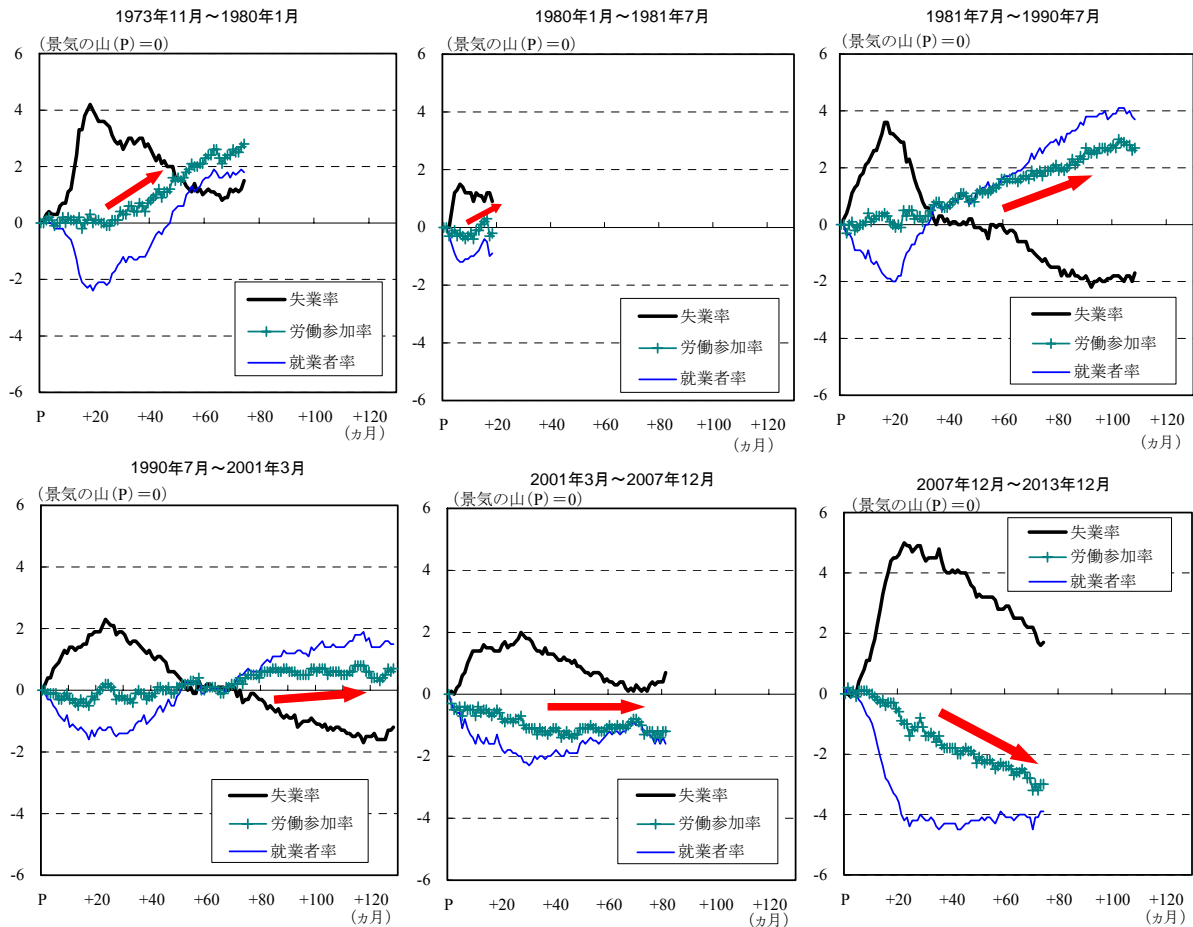 1973年11月～1980年1月
(景気の山(P)＝0)
6
4
2
0
-2
-4
-6
失業率
労働参加率
就業者率
P +20 +40 +60 +80 +100 +120
(ヵ月)
1980年1月～1981年7月
(景気の山(P)＝0)
6
4
2
0
-2
-4
-6
失業率
労働参加率
就業者率
P +20 +40 +60 +80 +100 +120
(ヵ月)
1981年7月～1990年7月
(景気の山(P)＝0)
6
4
2
0
-2
-4
-6
失業率
労働参加率
就業者率
P +20 +40 +60 +80 +100 +120
(ヵ月)
1990年7月～2001年3月
(景気の山(P)＝0)
6
4
2
0
-2
-4
-6
失業率
労働参加率
就業者率
P +20 +40 +60 +80 +100 +120
(ヵ月)
2001年3月～2007年12月
(景気の山(P)＝0)
6
4
2
0
-2
-4
-6
失業率
労働参加率
就業者率
P +20 +40 +60 +80 +100 +120
(ヵ月)
2007年12月～2013年12月
(景気の山(P)＝0)
6
4
2
0
-2
-4
-6
失業率
労働参加率
就業者率
P +20 +40 +60 +80 +100 +120
(ヵ月)